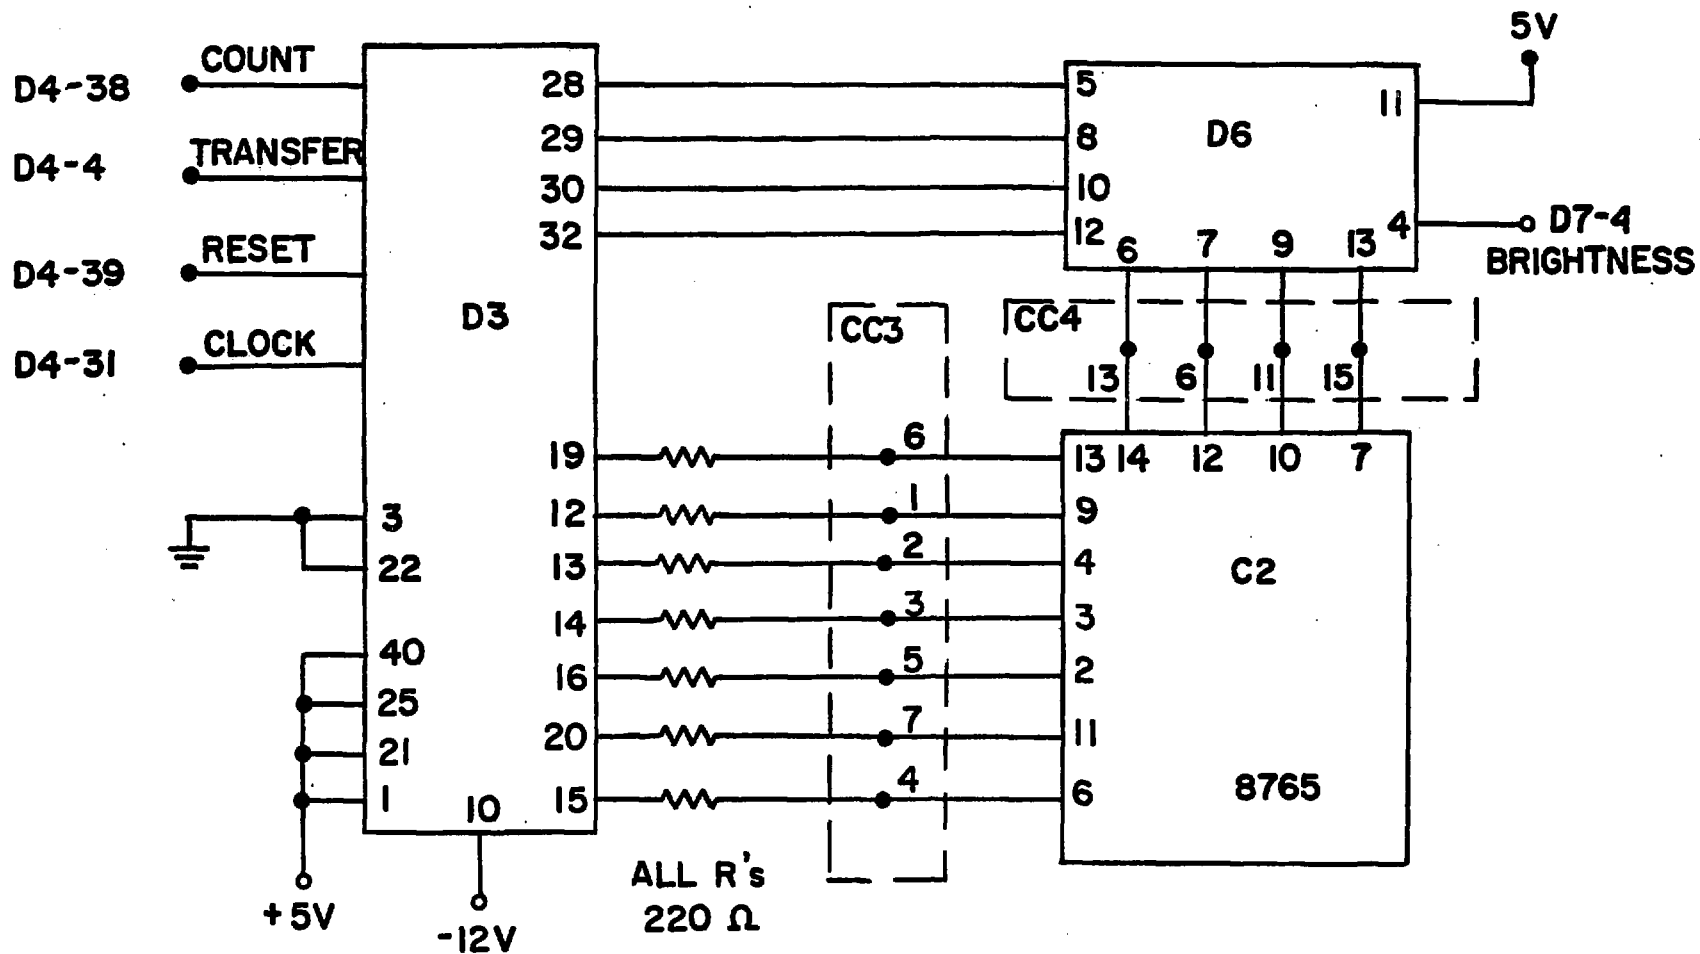 5V
D4-38 COUNT 28 5 11
D4-4 TRANSFER 29 8 D6
30 10
32 12 6 7 9 13 4 D7-4
BRIGHTNESS
D4-39 RESET
D3 CC3 CC4
D4-31 CLOCK
13 6 11 15
19 6 13 14 12 10 7
3 12 1 9
22 13 2 4 C2
14 3 3
40 16 5 2
25
21 20 7 11
1 10 15 4 6 8765
+5V -12V
ALL R's
220 Ω